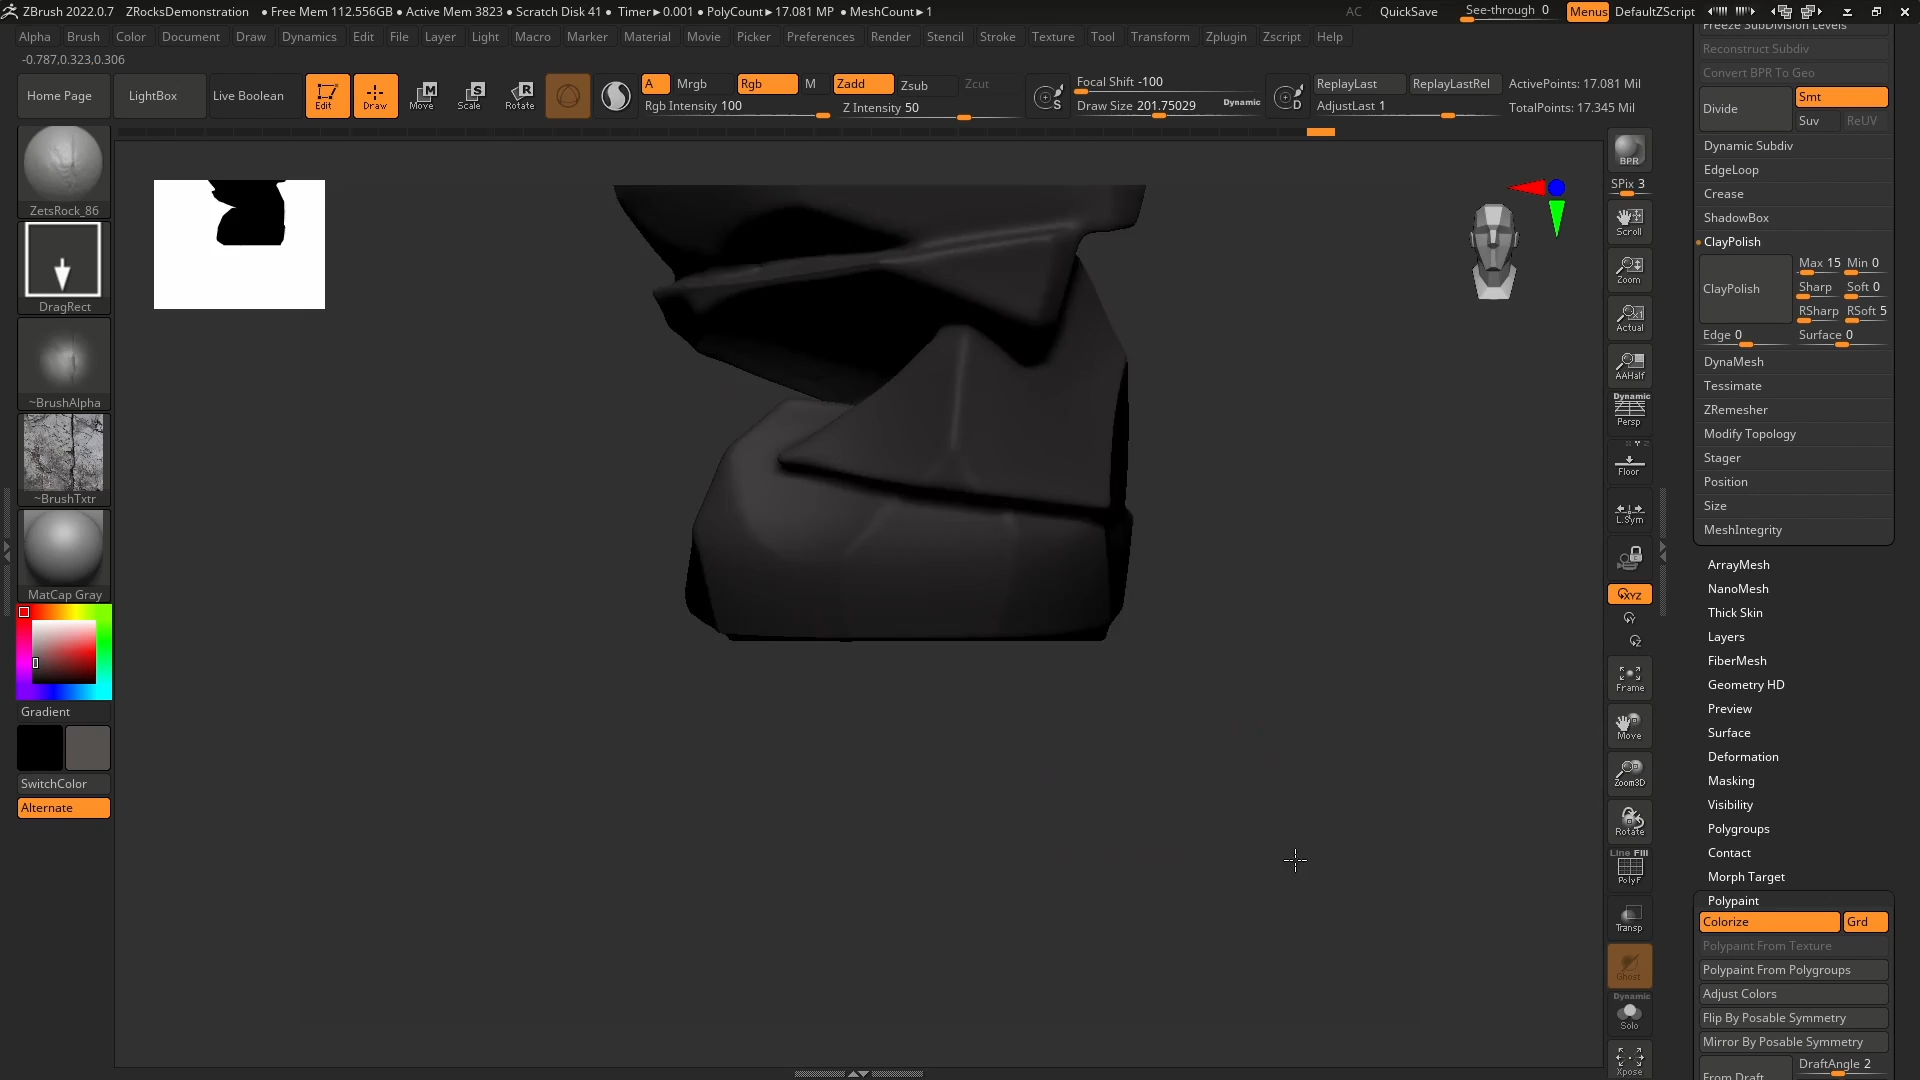 ZBrush 2022.0.7 ZRocksDemonstration ● Free Mem 112.556GB ● Active Mem 3823 ● Scratch Disk 41 ● Timer►0.001 ● PolyCount►17.081 MP ● MeshCount►1 AC QuickSave See-through 0 Menus DefaultZScript
Alpha Brush Color Document Draw Dynamics Edit File Layer Light Macro Marker Material Movie Picker Preferences Render Stencil Stroke Texture Tool Transform Zplugin Zscript Help
-0.787,0.323,0.306
Home Page LightBox Live Boolean Edit Draw Move Scale Rotate
A Mrgb Rgb M Zadd Zsub Zcut
Rgb Intensity 100 Z Intensity 50
S Focal Shift -100
Draw Size 201.75029 Dynamic
D ReplayLast ReplayLastRel ActivePoints: 17.081 Mil
AdjustLast 1 TotalPoints: 17.345 Mil
ZetsRock_86
DragRect
~BrushAlpha
~BrushTxtr
MatCap Gray
Gradient
SwitchColor
Alternate
BPR
SPix 3
Scroll
Zoom
Actual
AAHalf
Dynamic
Persp
Floor
L.Sym
XYZ
Y
Z
Frame
Move
Zoom3D
Rotate
Line Fill
PolyF
Transp
Ghost
Dynamic
Solo
Xpose
Freeze SubDivision Levels
Reconstruct Subdiv
Convert BPR To Geo
Divide Smt
Suv ReUV
Dynamic Subdiv
EdgeLoop
Crease
ShadowBox
ClayPolish
ClayPolish Max 15 Min 0
Sharp Soft 0
RSharp RSoft 5
Edge 0 Surface 0
DynaMesh
Tessimate
ZRemesher
Modify Topology
Stager
Position
Size
MeshIntegrity
ArrayMesh
NanoMesh
Thick Skin
Layers
FiberMesh
Geometry HD
Preview
Surface
Deformation
Masking
Visibility
Polygroups
Contact
Morph Target
Polypaint
Colorize Grd
Polypaint From Texture
Polypaint From Polygroups
Adjust Colors
Flip By Posable Symmetry
Mirror By Posable Symmetry
From Draft DraftAngle 2